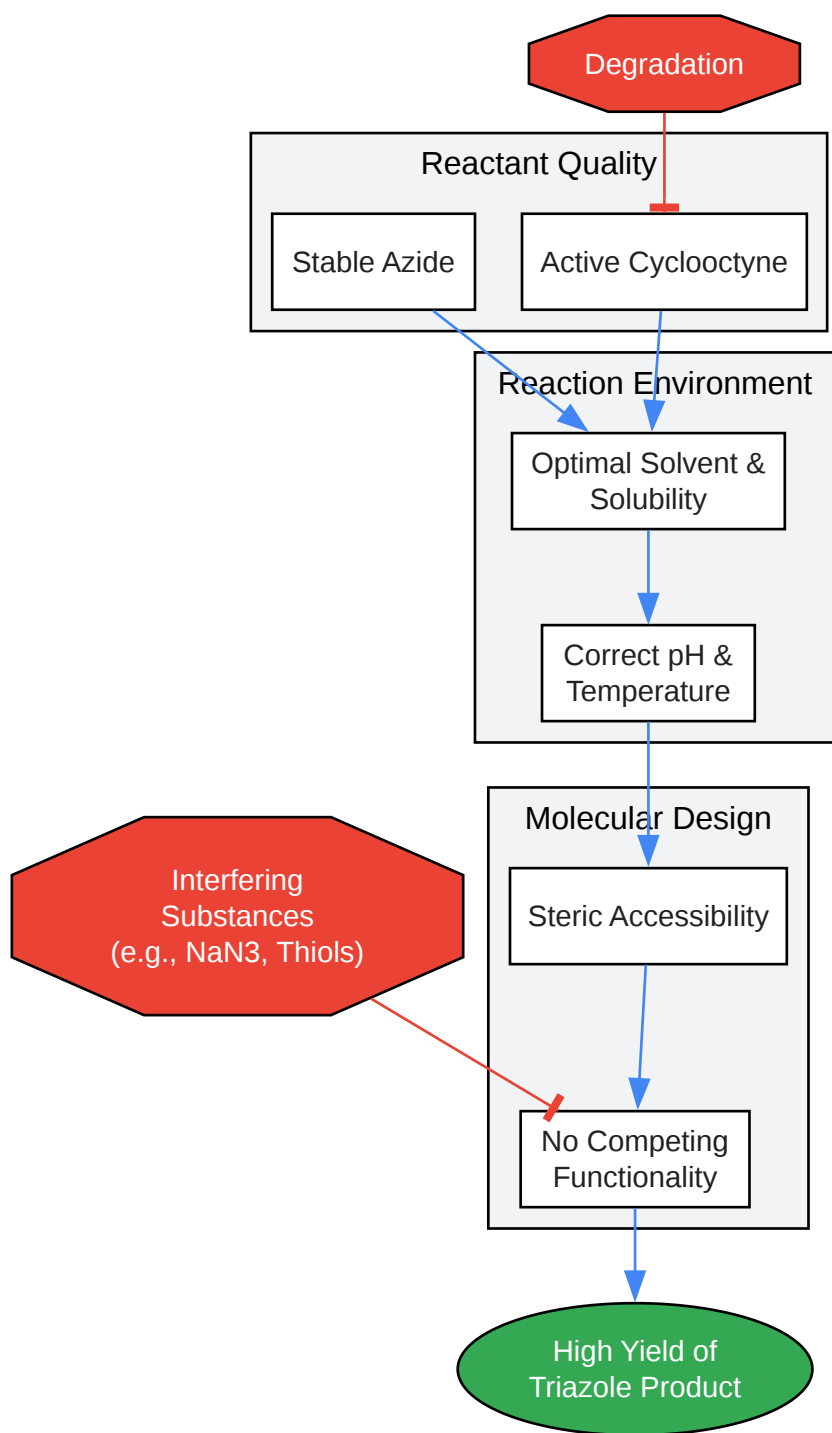 Degradation
Reactant Quality
Stable Azide
Active Cyclooctyne
Reaction Environment
Optimal Solvent &
Solubility
Correct pH &
Temperature
Molecular Design
Interfering
Substances
(e.g., NaN3, Thiols)
Steric Accessibility
No Competing
Functionality
High Yield of
Triazole Product